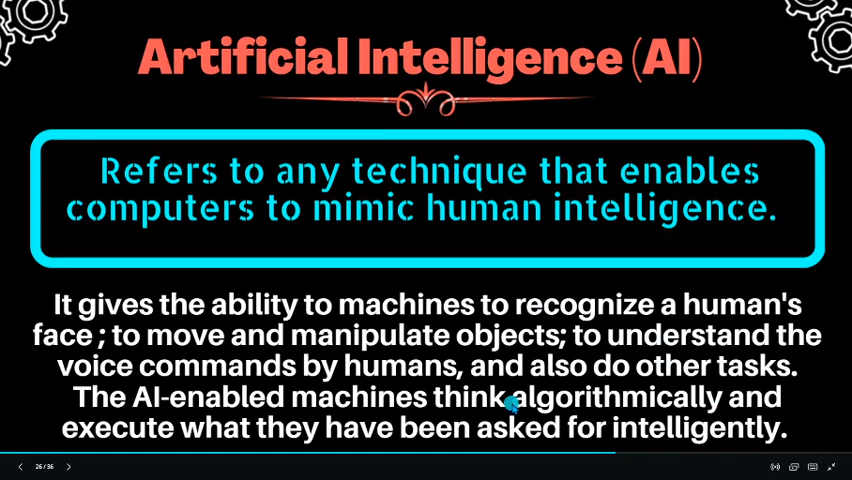 Artificial Intelligence (AI)
Refers to any technique that enables
computers to mimic human intelligence.
It gives the ability to machines to recognize a human's
face ; to move and manipulate objects; to understand the
voice commands by humans, and also do other tasks.
The AI-enabled machines think algorithmically and
execute what they have been asked for intelligently.
26 / 36